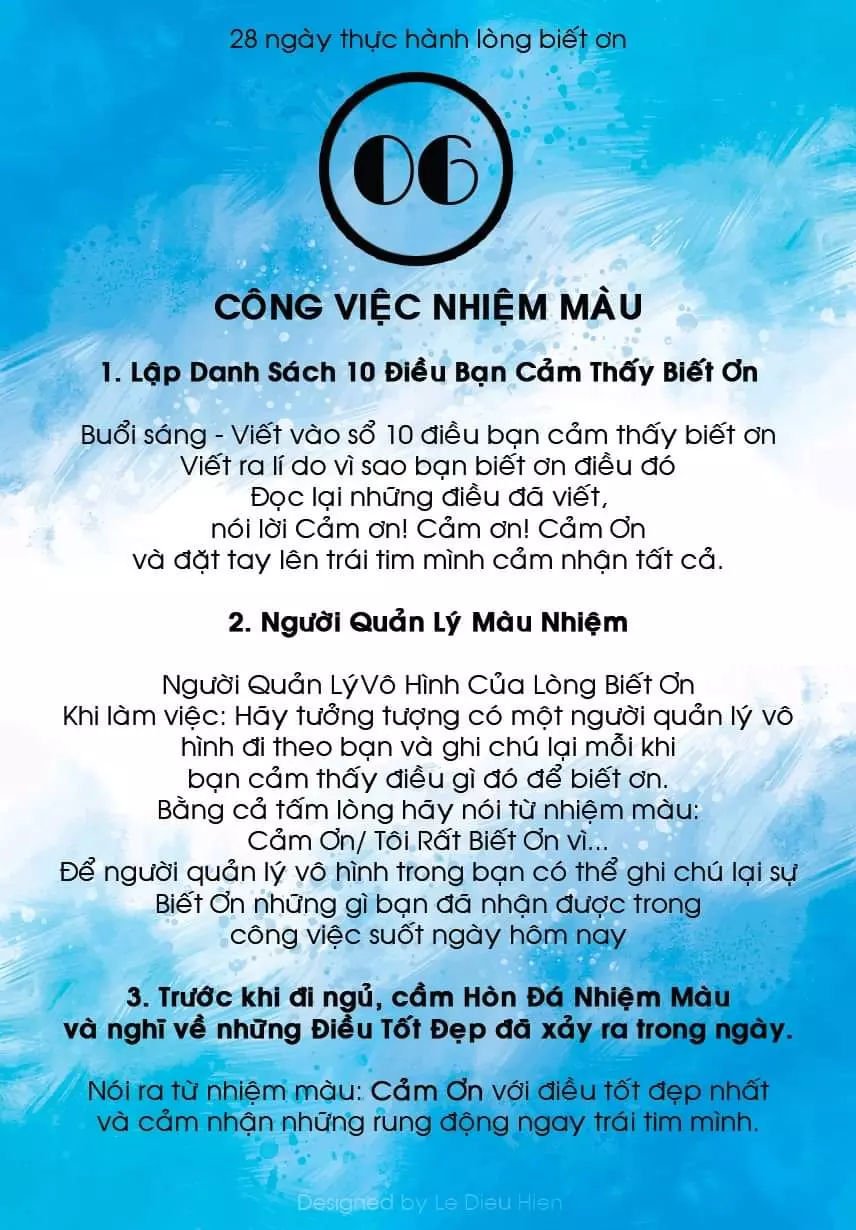 28 ngày thực hành lòng biết ơn
06
CÔNG VIỆC NHIỆM MÀU
1. Lập Danh Sách 10 Điều Bạn Cảm Thấy Biết Ơn
Buổi sáng - Viết vào sổ 10 điều bạn cảm thấy biết ơn
Viết ra lí do vì sao bạn biết ơn điều đó
Đọc lại những điều đã viết,
nói lời Cảm ơn! Cảm ơn! Cảm Ơn
và đặt tay lên trái tim mình cảm nhận tất cả.
2. Người Quản Lý Màu Nhiệm
Người Quản LýVô Hình Của Lòng Biết Ơn
Khi làm việc: Hãy tưởng tượng có một người quản lý vô
hình đi theo bạn và ghi chú lại mỗi khi
bạn cảm thấy điều gì đó để biết ơn.
Bằng cả tấm lòng hãy nói từ nhiệm màu:
Cảm Ơn/ Tôi Rất Biết Ơn vì...
Để người quản lý vô hình trong bạn có thể ghi chú lại sự
Biết Ơn những gì bạn đã nhận được trong
công việc suốt ngày hôm nay
3. Trước khi đi ngủ, cầm Hòn Đá Nhiệm Màu
và nghĩ về những Điều Tốt Đẹp đã xảy ra trong ngày.
Nói ra từ nhiệm màu: Cảm Ơn với điều tốt đẹp nhất
và cảm nhận những rung động ngay trái tim mình.
Designed by Le Dieu Hien